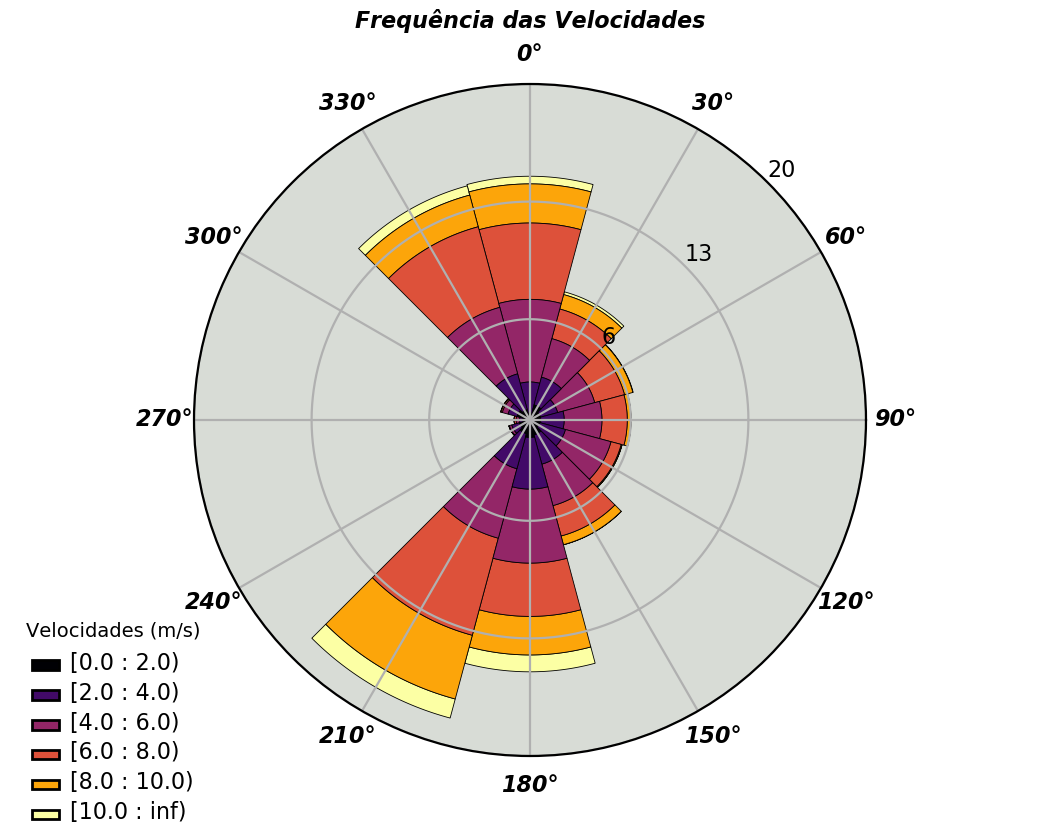 Frequência das Velocidades
0°
330°
30°
20
13
300°
60°
6
270°
90°
240°
120°
210°
150°
180°
Velocidades (m/s)
[0.0 : 2.0)
[2.0 : 4.0)
[4.0 : 6.0)
[6.0 : 8.0)
[8.0 : 10.0)
[10.0 : inf)